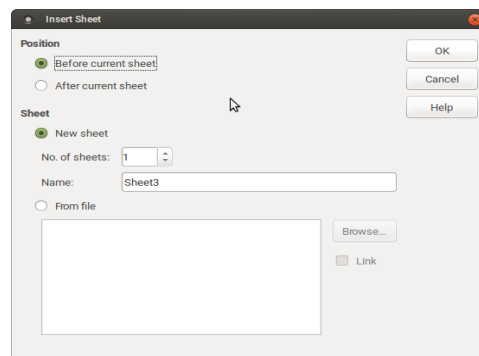 Insert Sheet
Position
Before current sheet
After current sheet
OK
Cancel
Help
Sheet
New sheet
No. of sheets: 1
Name: Sheet3
From file
Browse...
Link